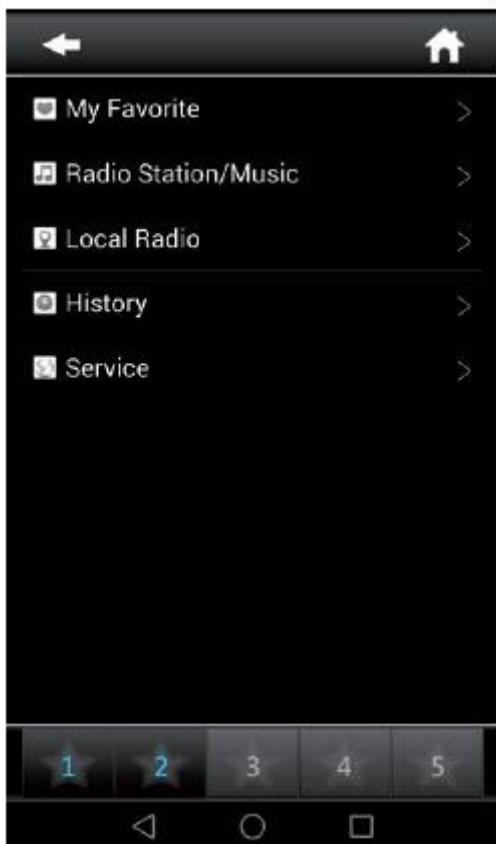 My Favorite
Radio Station/Music
Local Radio
History
Service
1 2 3 4 5